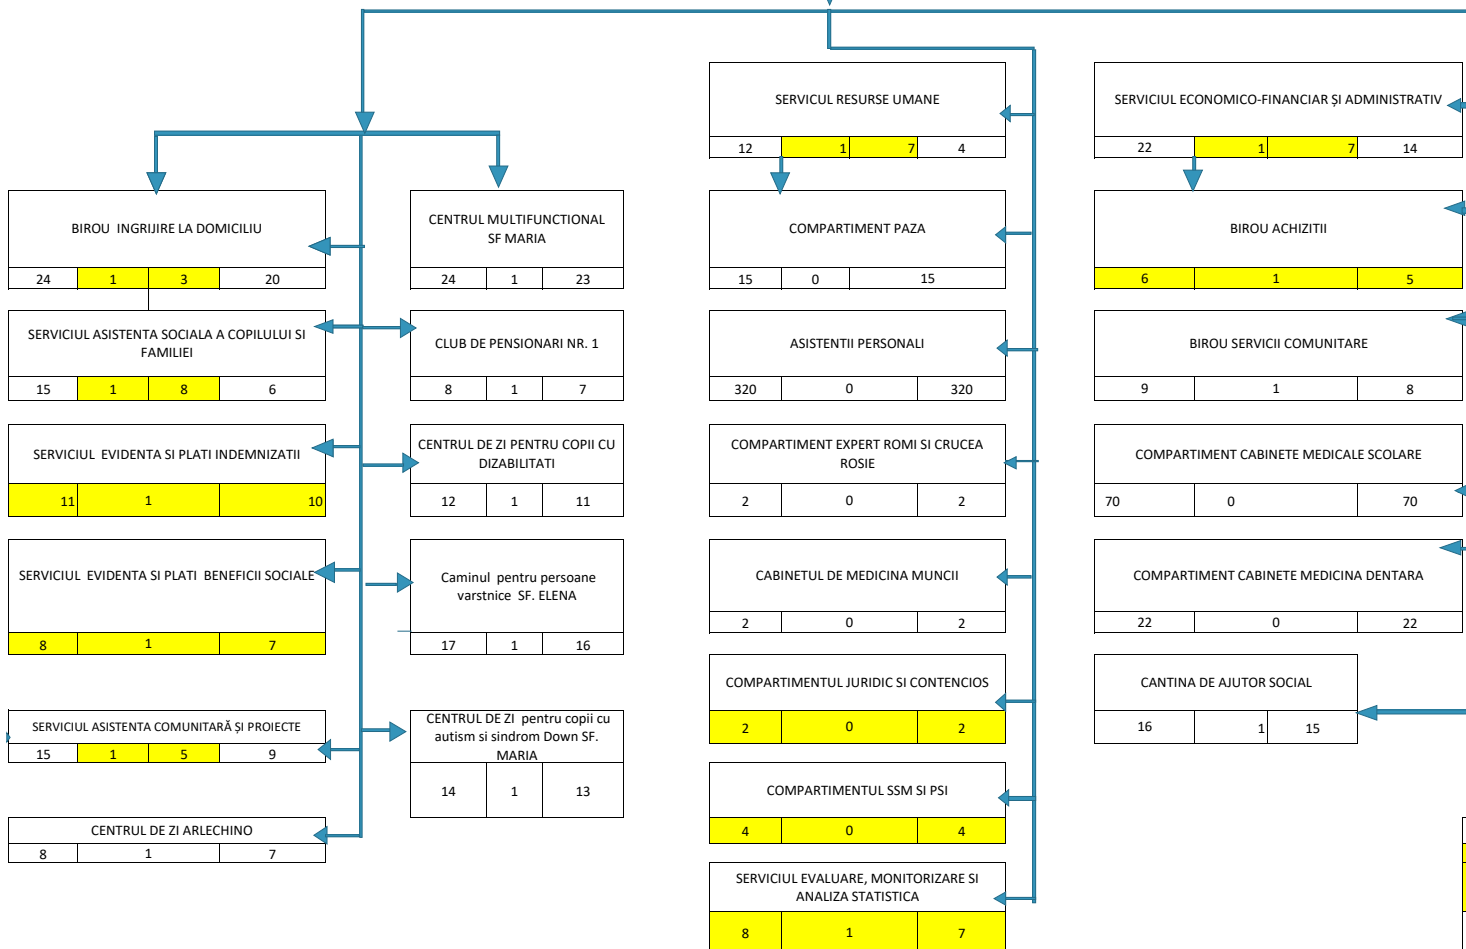 BIROU  INGRIJIRE LA DOMICILIU
24 1 3 20
SERVICIUL ASISTENTA SOCIALA A COPILULUI SI
FAMILIEI
15 1 8 6
SERVICIUL  EVIDENTA SI PLATI INDEMNIZATII
11 1 10
SERVICIUL  EVIDENTA SI PLATI  BENEFICII SOCIALE
8 1 7
SERVICIUL ASISTENTA COMUNITARĂ ȘI PROIECTE
15 1 5 9
CENTRUL DE ZI ARLECHINO
8 1 7
CENTRUL MULTIFUNCTIONAL
SF MARIA
24 1 23
CLUB DE PENSIONARI NR. 1
8 1 7
CENTRUL DE ZI PENTRU COPII CU
DIZABILITATI
12 1 11
Caminul  pentru persoane
varstnice  SF. ELENA
17 1 16
CENTRUL DE ZI  pentru copii cu
autism si sindrom Down SF.
MARIA
14 1 13
SERVICUL RESURSE UMANE
12 1 7 4
COMPARTIMENT PAZA
15 0 15
ASISTENTII PERSONALI
320 0 320
COMPARTIMENT EXPERT ROMI SI CRUCEA
ROSIE
2 0 2
CABINETUL DE MEDICINA MUNCII
2 0 2
COMPARTIMENTUL JURIDIC SI CONTENCIOS
2 0 2
COMPARTIMENTUL SSM SI PSI
4 0 4
SERVICIUL EVALUARE, MONITORIZARE SI
ANALIZA STATISTICA
8 1 7
SERVICIUL ECONOMICO-FINANCIAR ȘI ADMINISTRATIV
22 1 7 14
BIROU ACHIZITII
6 1 5
BIROU SERVICII COMUNITARE
9 1 8
COMPARTIMENT CABINETE MEDICALE SCOLARE
70 0 70
COMPARTIMENT CABINETE MEDICINA DENTARA
22 0 22
CANTINA DE AJUTOR SOCIAL
16 1 15